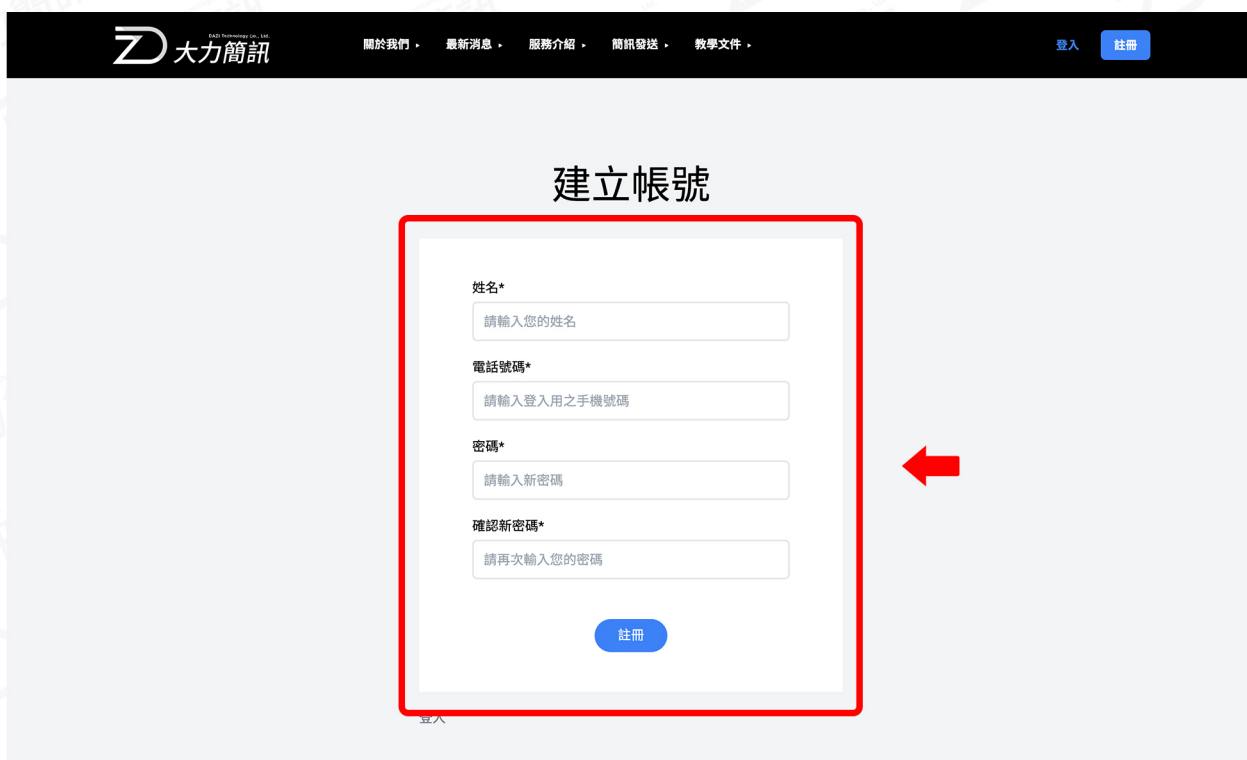 DAZI Technology Co., Ltd.
大力簡訊
關於我們
最新消息
服務介紹
簡訊發送
教學文件
登入
註冊
建立帳號
姓名*
請輸入您的姓名
電話號碼*
請輸入登入用之手機號碼
密碼*
請輸入新密碼
確認新密碼*
請再次輸入您的密碼
註冊
登入